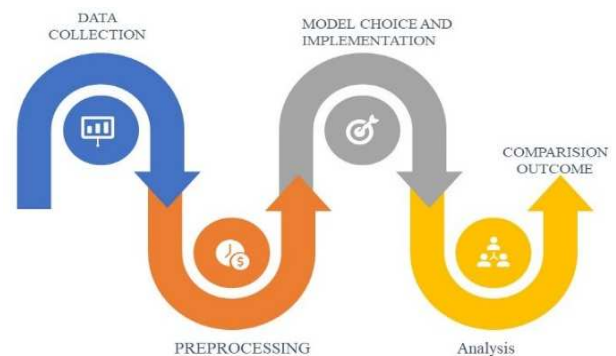 DATA
COLLECTION
MODEL CHOICE AND
IMPLEMENTATION
COMPARISION
OUTCOME
$
PREPROCESSING
Analysis